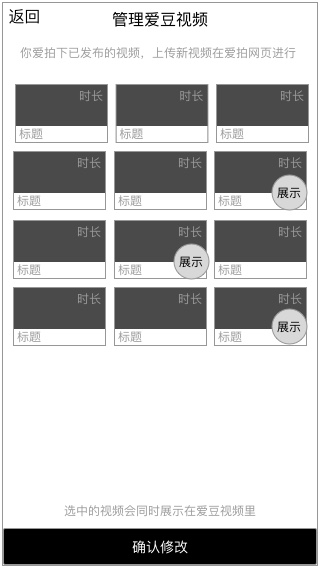 返回 管理爱豆视频
你爱拍下已发布的视频，上传新视频在爱拍网页进行
时长 时长 时长
标题 标题 标题
时长 时长 时长
展示
标题 标题 标题
时长 时长 时长
展示
标题 标题 标题
时长 时长 时长
展示
标题 标题 标题
选中的视频会同时展示在爱豆视频里
确认修改